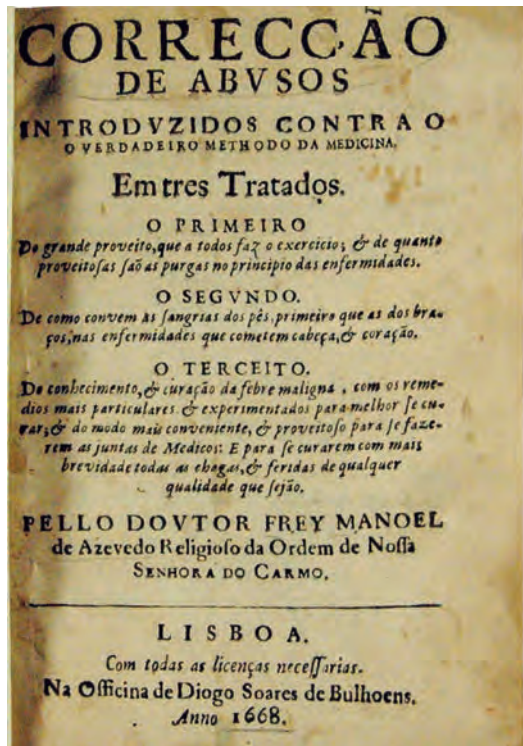 CORRECÇÃO
DE ABVSOS
INTRODVZIDOS CONTRA O
O VERDADEIRO METHODO DA MEDICINA.
Em tres Tratados.
O PRIMEIRO
Do grande proveito, que a todos faz o exercicio; & de quanto
proveitoſas ſaõ as purgas no principio das enfermidades.
O SEGVNDO.
De como convem as ſangrias dos pés, primeiro que as dos bra-
ços, nas enfermidades que cometem cabeça, & coração.
O TERCEITO.
Do conhecimento, & curação da febre maligna, com os reme-
dios mais particulares & experimentados para melhor ſe cu-
rar; & do modo mais conveniente, & proveitoſo para ſe faze-
rem as juntas de Medicos: E para ſe curarem com mais
brevidade todas as chagas, & feridas de qualquer
qualidade que ſejão.
PELLO DOVTOR FREY MANOEL
de Azevedo Religioſo da Ordem de Noſſa
SENHORA DO CARMO.
LISBOA.
Com todas as licenças neceſſarias.
Na Officina de Diogo Soares de Bulhoens.
Anno 1668.